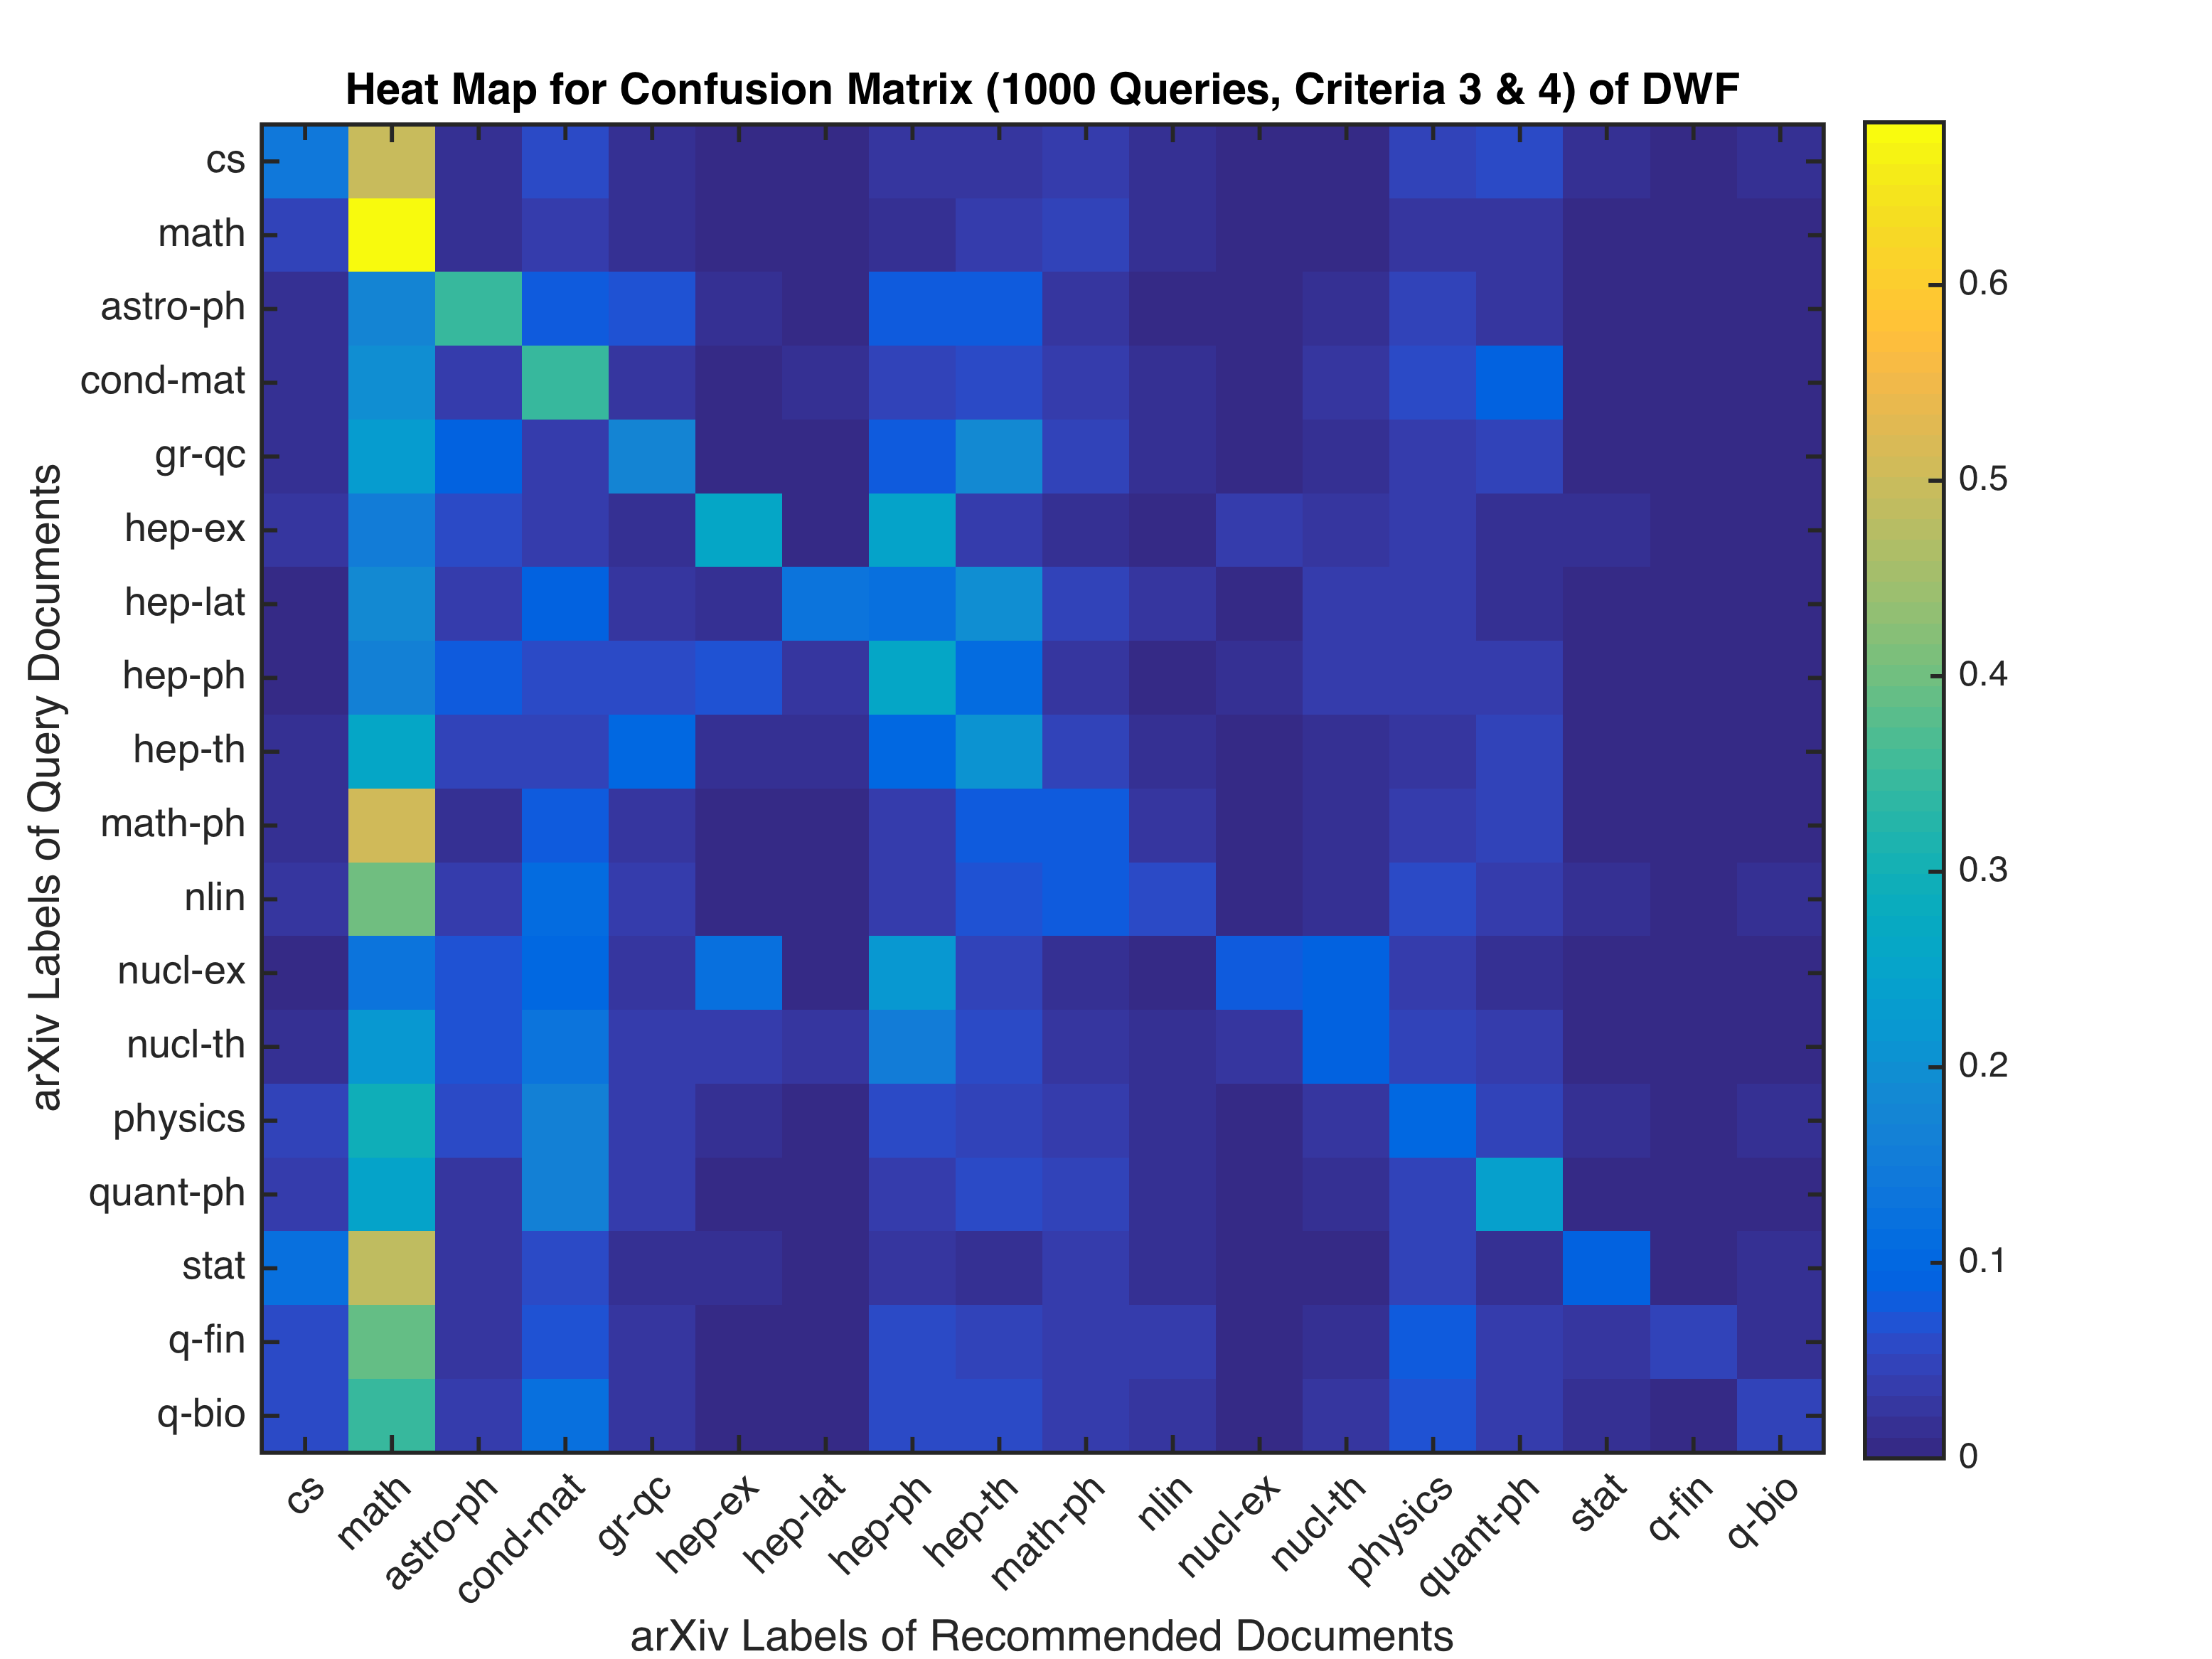 Heat Map for Confusion Matrix (1000 Queries, Criteria 3 & 4) of DWF
arXiv Labels of Query Documents
cs
math
astro-ph
cond-mat
gr-qc
hep-ex
hep-lat
hep-ph
hep-th
math-ph
nlin
nucl-ex
nucl-th
physics
quant-ph
stat
q-fin
q-bio
cs
math
astro-ph
cond-mat
gr-qc
hep-ex
hep-lat
hep-ph
hep-th
math-ph
nlin
nucl-ex
nucl-th
physics
quant-ph
stat
q-fin
q-bio
arXiv Labels of Recommended Documents
0.6
0.5
0.4
0.3
0.2
0.1
0